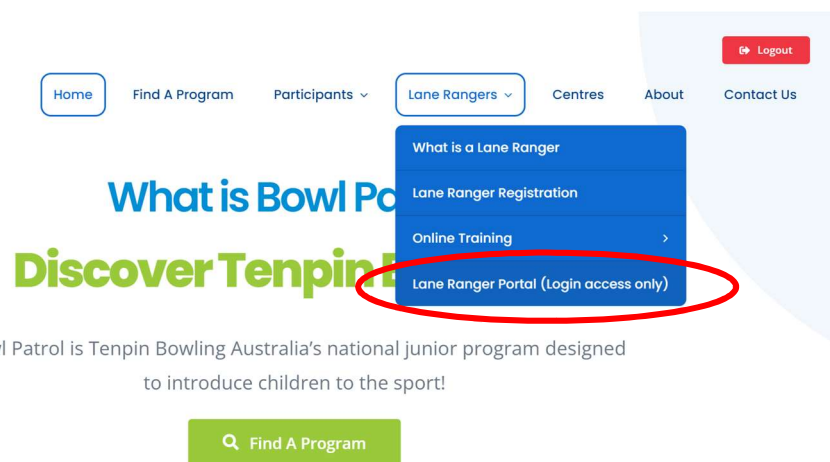 Logout
Home Find A Program Participants Lane Rangers Centres About Contact Us
What is a Lane Ranger
What is Bowl
Lane Ranger Registration
Online Training
Discover Tenpin
Lane Ranger Portal (Login access only)
Patrol is Tenpin Bowling Australia's national junior program designed
to introduce children to the sport!
Find A Program